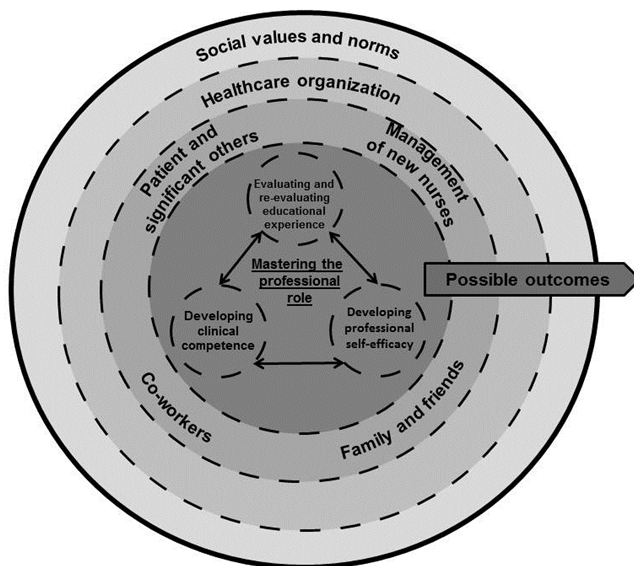 Social values and norms
Healthcare organization
Patient and
significant others
Management
of new nurses
Evaluating and
re-evaluating
educational
experience
Mastering the
professional
role
Possible outcomes
Developing
clinical
competence
Developing
professional
self-efficacy
Co-workers
Family and friends